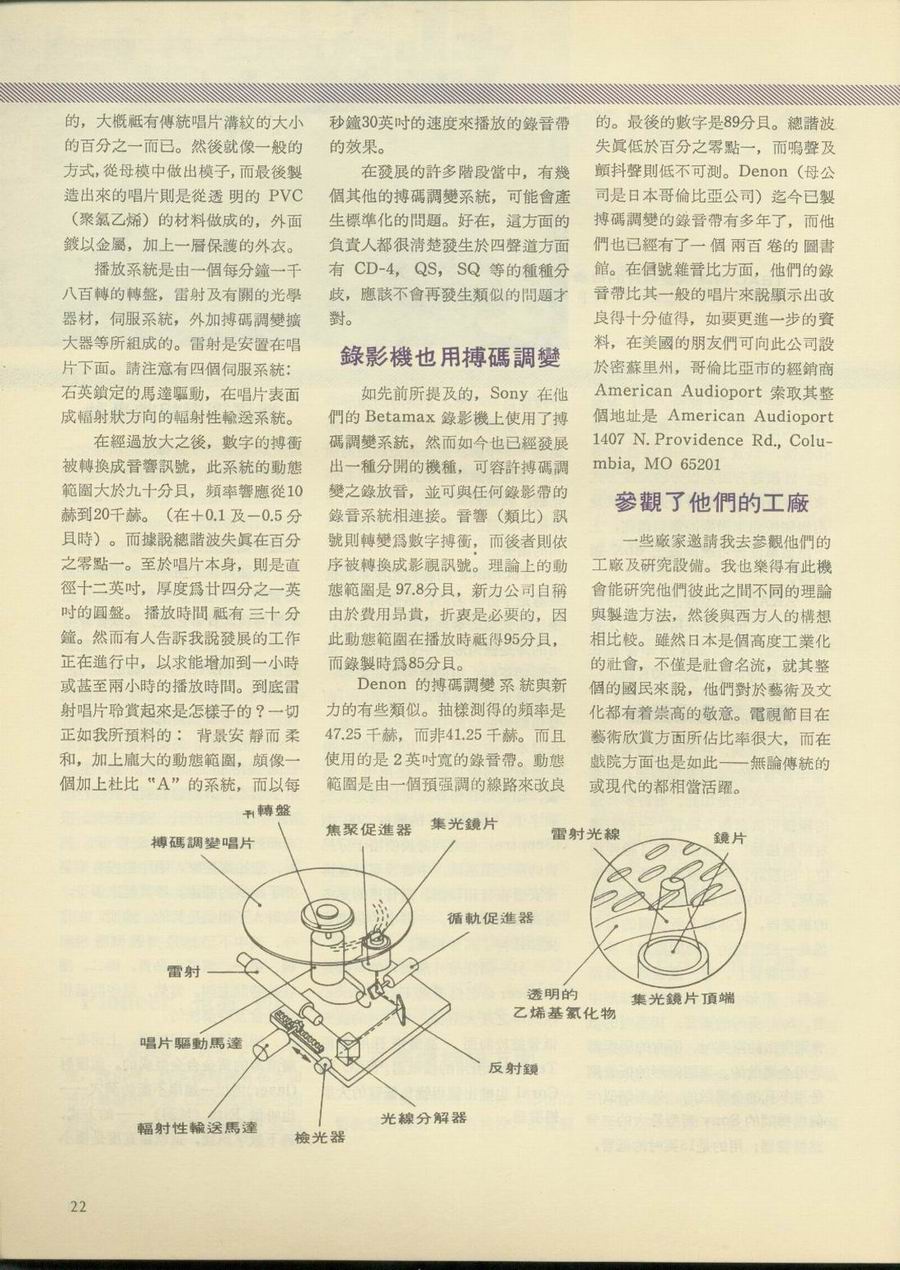 的，大概祗有傳統唱片溝紋的大小
的百分之一而已。然後就像一般的
方式，從母模中做出模子，而最後製
造出來的唱片則是從透 明的 PVC
（聚氯乙烯）的材料做成的，外面
鍍以金屬，加上一層保護的外衣。
播放系統是由一個每分鐘一千
八百轉的轉盤，雷射及有關的光學
器材，伺服系統，外加搏碼調變擴
大器等所組成的。雷射是安置在唱
片下面。請注意有四個伺服系統：
石英鎖定的馬達驅動，在唱片表面
成輻射狀方向的輻射性輸送系統。
在經過放大之後，數字的搏衝
被轉換成音響訊號，此系統的動態
範圍大於九十分貝，頻率響應從10
赫到20千赫。（在＋0.1 及－0.5 分
貝時）。而據說總諧波失眞在百分
之零點一。至於唱片本身，則是直
徑十二英吋，厚度爲廿四分之一英
吋的圓盤。 播放時間 祗有 三十 分
鐘。然而有人告訴我說發展的工作
正在進行中，以求能增加到一小時
或甚至兩小時的播放時間。到底雷
射唱片聆賞起來是怎樣子的？一切
正如我所預料的： 背景安 靜而 柔
和，加上龐大的動態範圍，頗像一
個加上杜比 “A” 的系統，而以每
秒鐘30英吋的速度來播放的錄音帶
的效果。
在發展的許多階段當中，有幾
個其他的搏碼調變系統，可能會產
生標準化的問題。好在，這方面的
負責人都很清楚發生於四聲道方面
有 CD-4， QS， SQ 等的種種分
歧，應該不會再發生類似的問題才
對。
錄影機也用搏碼調變
如先前所提及的，Sony 在他
們的 Betamax 錄影機上使用了搏
碼調變系統，然而如今也已經發展
出一種分開的機種，可容許搏碼調
變之錄放音，並可與任何錄影帶的
錄音系統相連接。音響（類比）訊
號則轉變爲數字搏衝，而後者則依
序被轉換成影視訊號。理論上的動
態範圍是 97.8分貝，新力公司自稱
由於費用昂貴，折衷是必要的，因
此動態範圍在播放時祗得95分貝，
而錄製時爲85分貝。
Denon 的搏碼調變 系 統與新
力的有些類似。抽樣測得的頻率是
47.25 千赫，而非41.25 千赫。而且
使用的是 2 英吋寬的錄音帶。動態
範圍是由一個預强調的線路來改良
的。最後的數字是89分貝。總諧波
失眞低於百分之零點一，而嗚聲及
顫抖聲則低不可測。Denon（母公
司是日本哥倫比亞公司）迄今已製
搏碼調變的錄音帶有多年了，而他
們也已經有了一 個 兩百 卷的 圖書
館。在信號雜音比方面，他們的錄
音帶比其一般的唱片來說顯示出改
良得十分值得，如要更進一步的資
料，在美國的朋友們可向此公司設
於密蘇里州，哥倫比亞市的經銷商
American Audioport 索取其整
個地址是 American Audioport
1407 N. Providence Rd., Colu-
mbia, MO 65201
參觀了他們的工廠
一些廠家邀請我去參觀他們的
工廠及研究設備。我也樂得有此機
會能研究他們彼此之間不同的理論
與製造方法，然後與西方人的構想
相比較。雖然日本是個高度工業化
的社會，不僅是社會名流，就其整
個的國民來說，他們對於藝術及文
化都有着崇高的敬意。電視節目在
藝術欣賞方面所佔比率很大，而在
戲院方面也是如此——無論傳統的
或現代的都相當活躍。
轉盤
搏碼調變唱片
焦聚促進器
集光鏡片
循軌促進器
雷射
唱片驅動馬達
輻射性輸送馬達
檢光器
光線分解器
反射鏡
雷射光線
鏡片
透明的
乙烯基氯化物
集光鏡片頂端
22